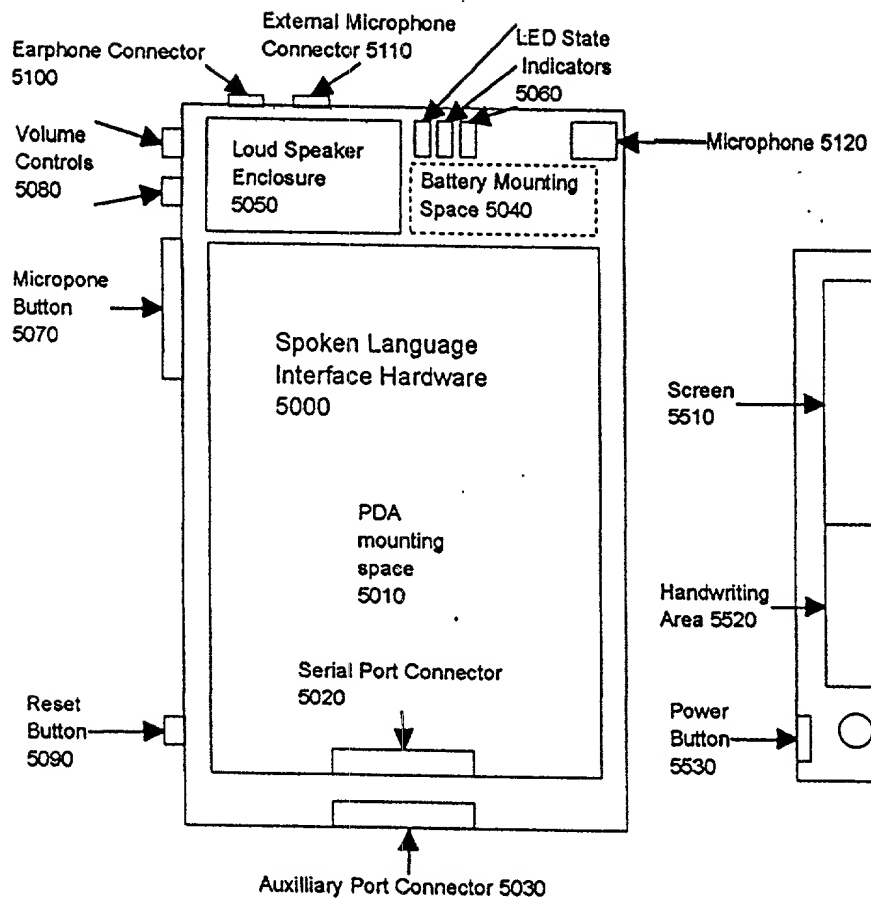 External Microphone
Connector 5110
Earphone Connector
5100
LED State
Indicators
5060
Volume
Controls
5080
Loud Speaker
Enclosure
5050
Microphone 5120
Battery Mounting
Space 5040
Micropone
Button
5070
Spoken Language
Interface Hardware
5000
Screen
5510
PDA
mounting
space
5010
Handwriting
Area 5520
Serial Port Connector
5020
Reset
Button
5090
Power
Button
5530
Auxilliary Port Connector 5030